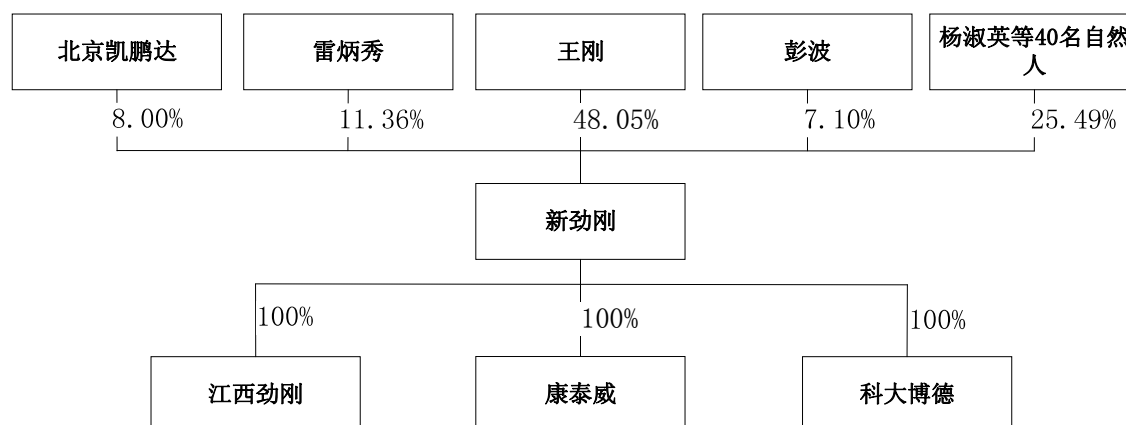 北京凯鹏达
雷炳秀
王刚
彭波
杨淑英等40名自然
人
8.00%
11.36%
48.05%
7.10%
25.49%
新劲刚
100%
100%
100%
江西劲刚
康泰威
科大博德